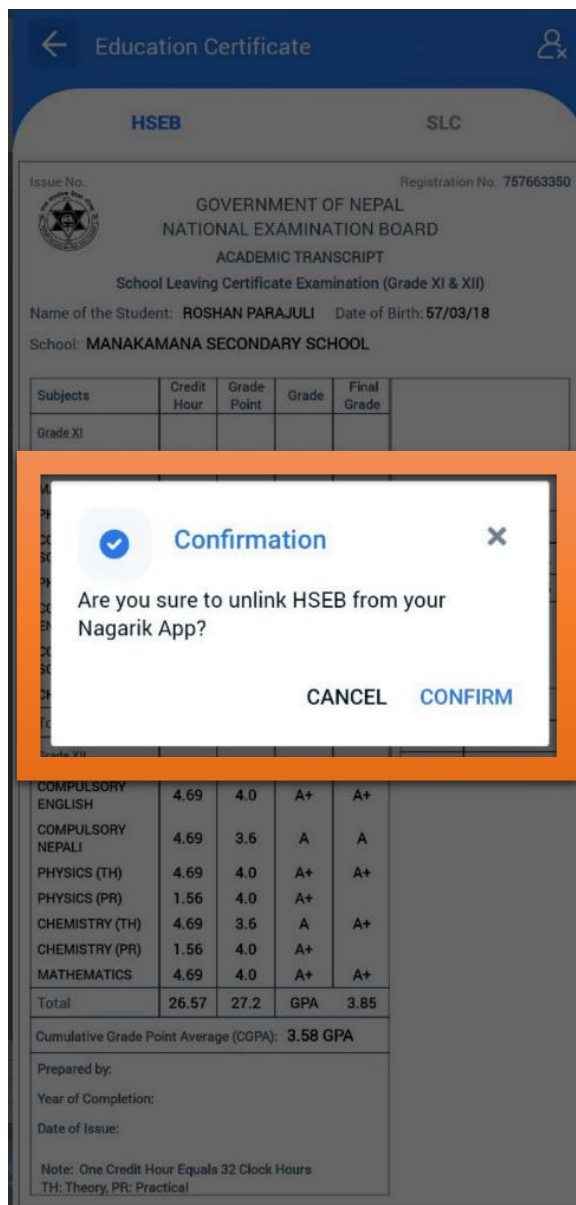 Education Certificate
HSEB SLC
Issue No. Registration No. 757663350
GOVERNMENT OF NEPAL
NATIONAL EXAMINATION BOARD
ACADEMIC TRANSCRIPT
School Leaving Certificate Examination (Grade XI & XII)
Name of the Student: ROSHAN PARAJULI Date of Birth: 57/03/18
School: MANAKAMANA SECONDARY SCHOOL
Subjects Credit Hour Grade Point Grade Final Grade
Grade XI
Confirmation
Are you sure to unlink HSEB from your
Nagarik App?
CANCEL CONFIRM
Grade XII
COMPULSORY ENGLISH 4.69 4.0 A+ A+
COMPULSORY NEPALI 4.69 3.6 A A
PHYSICS (TH) 4.69 4.0 A+ A+
PHYSICS (PR) 1.56 4.0 A+
CHEMISTRY (TH) 4.69 3.6 A A+
CHEMISTRY (PR) 1.56 4.0 A+
MATHEMATICS 4.69 4.0 A+ A+
Total 26.57 27.2 GPA 3.85
Cumulative Grade Point Average (CGPA): 3.58 GPA
Prepared by:
Year of Completion:
Date of Issue:
Note: One Credit Hour Equals 32 Clock Hours
TH: Theory, PR: Practical